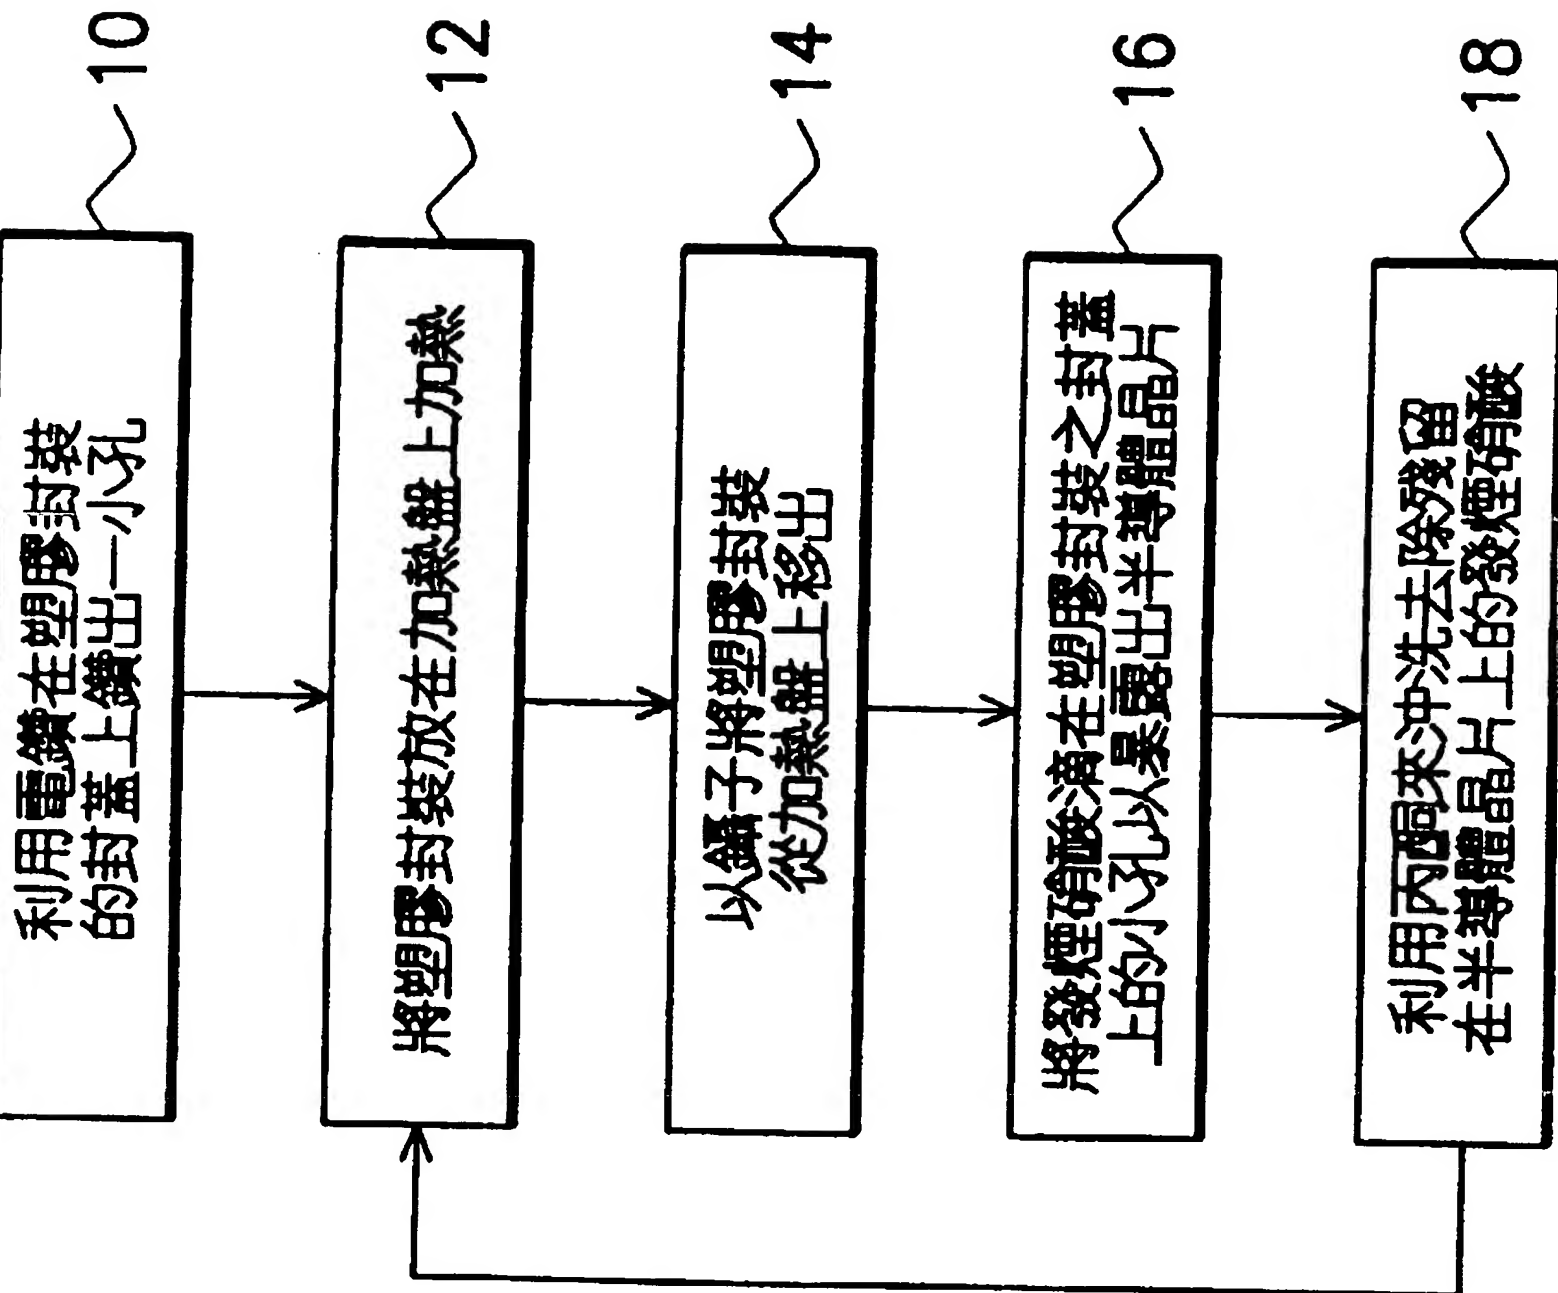 利用電鑽在塑膠封裝
的封蓋上鑽出一小孔
10
將塑膠封裝放在加熱盤上加熱
12
以鑷子將塑膠封裝
從加熱盤上移出
14
將發煙硝酸滴在塑膠封裝之封蓋
上的小孔以暴露出半導體晶片
16
利用丙酮來沖洗去除殘留
在半導體晶片上的發煙硝酸
18